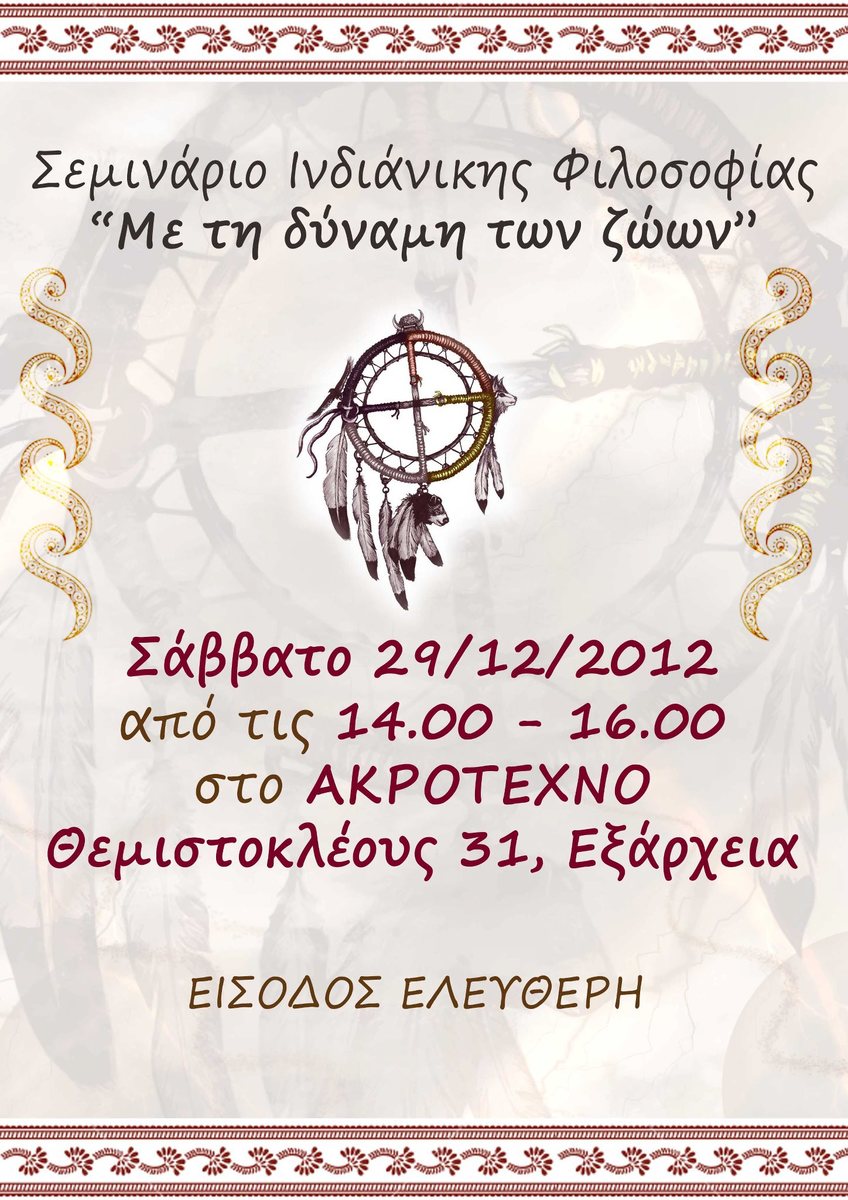 Σεμινάριο Ινδιάνικης Φιλοσοφίας
“Με τη δύναμη των ζώων”
Σάββατο 29/12/2012
από τις 14.00 - 16.00
στο ΑΚΡΟΤΕΧΝΟ
Θεμιστοκλέους 31, Εξάρχεια
ΕΙΣΟΔΟΣ ΕΛΕΥΘΕΡΗ